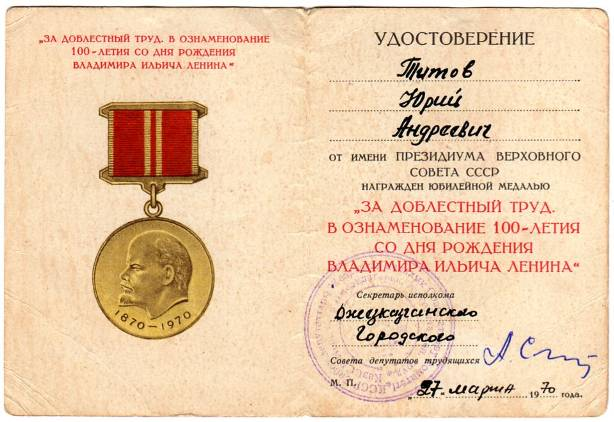 „ЗА ДОБЛЕСТНЫЙ ТРУД. В ОЗНАМЕНОВАНИЕ
100-ЛЕТИЯ СО ДНЯ РОЖДЕНИЯ
ВЛАДИМИРА ИЛЬИЧА ЛЕНИНА“
1870–1970
УДОСТОВЕРЕНИЕ
Титов
Юрий
Андреевич
ОТ ИМЕНИ ПРЕЗИДИУМА ВЕРХОВНОГО
СОВЕТА СССР
НАГРАЖДЕН ЮБИЛЕЙНОЙ МЕДАЛЬЮ
„ЗА ДОБЛЕСТНЫЙ ТРУД.
В ОЗНАМЕНОВАНИЕ 100-ЛЕТИЯ
СО ДНЯ РОЖДЕНИЯ
ВЛАДИМИРА ИЛЬИЧА ЛЕНИНА“
Секретарь исполкома
Джезказганского
Городского
Совета депутатов трудящихся
М. П.
„27“ марта 1970 года.